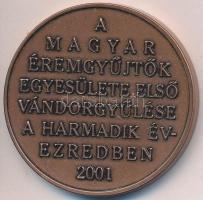 A
MAGYAR
ÉREMGYŰJTŐK
EGYESÜLETE ELSŐ
VÁNDORGYŰLÉSE
A HARMADIK ÉV-
EZREDBEN
2001